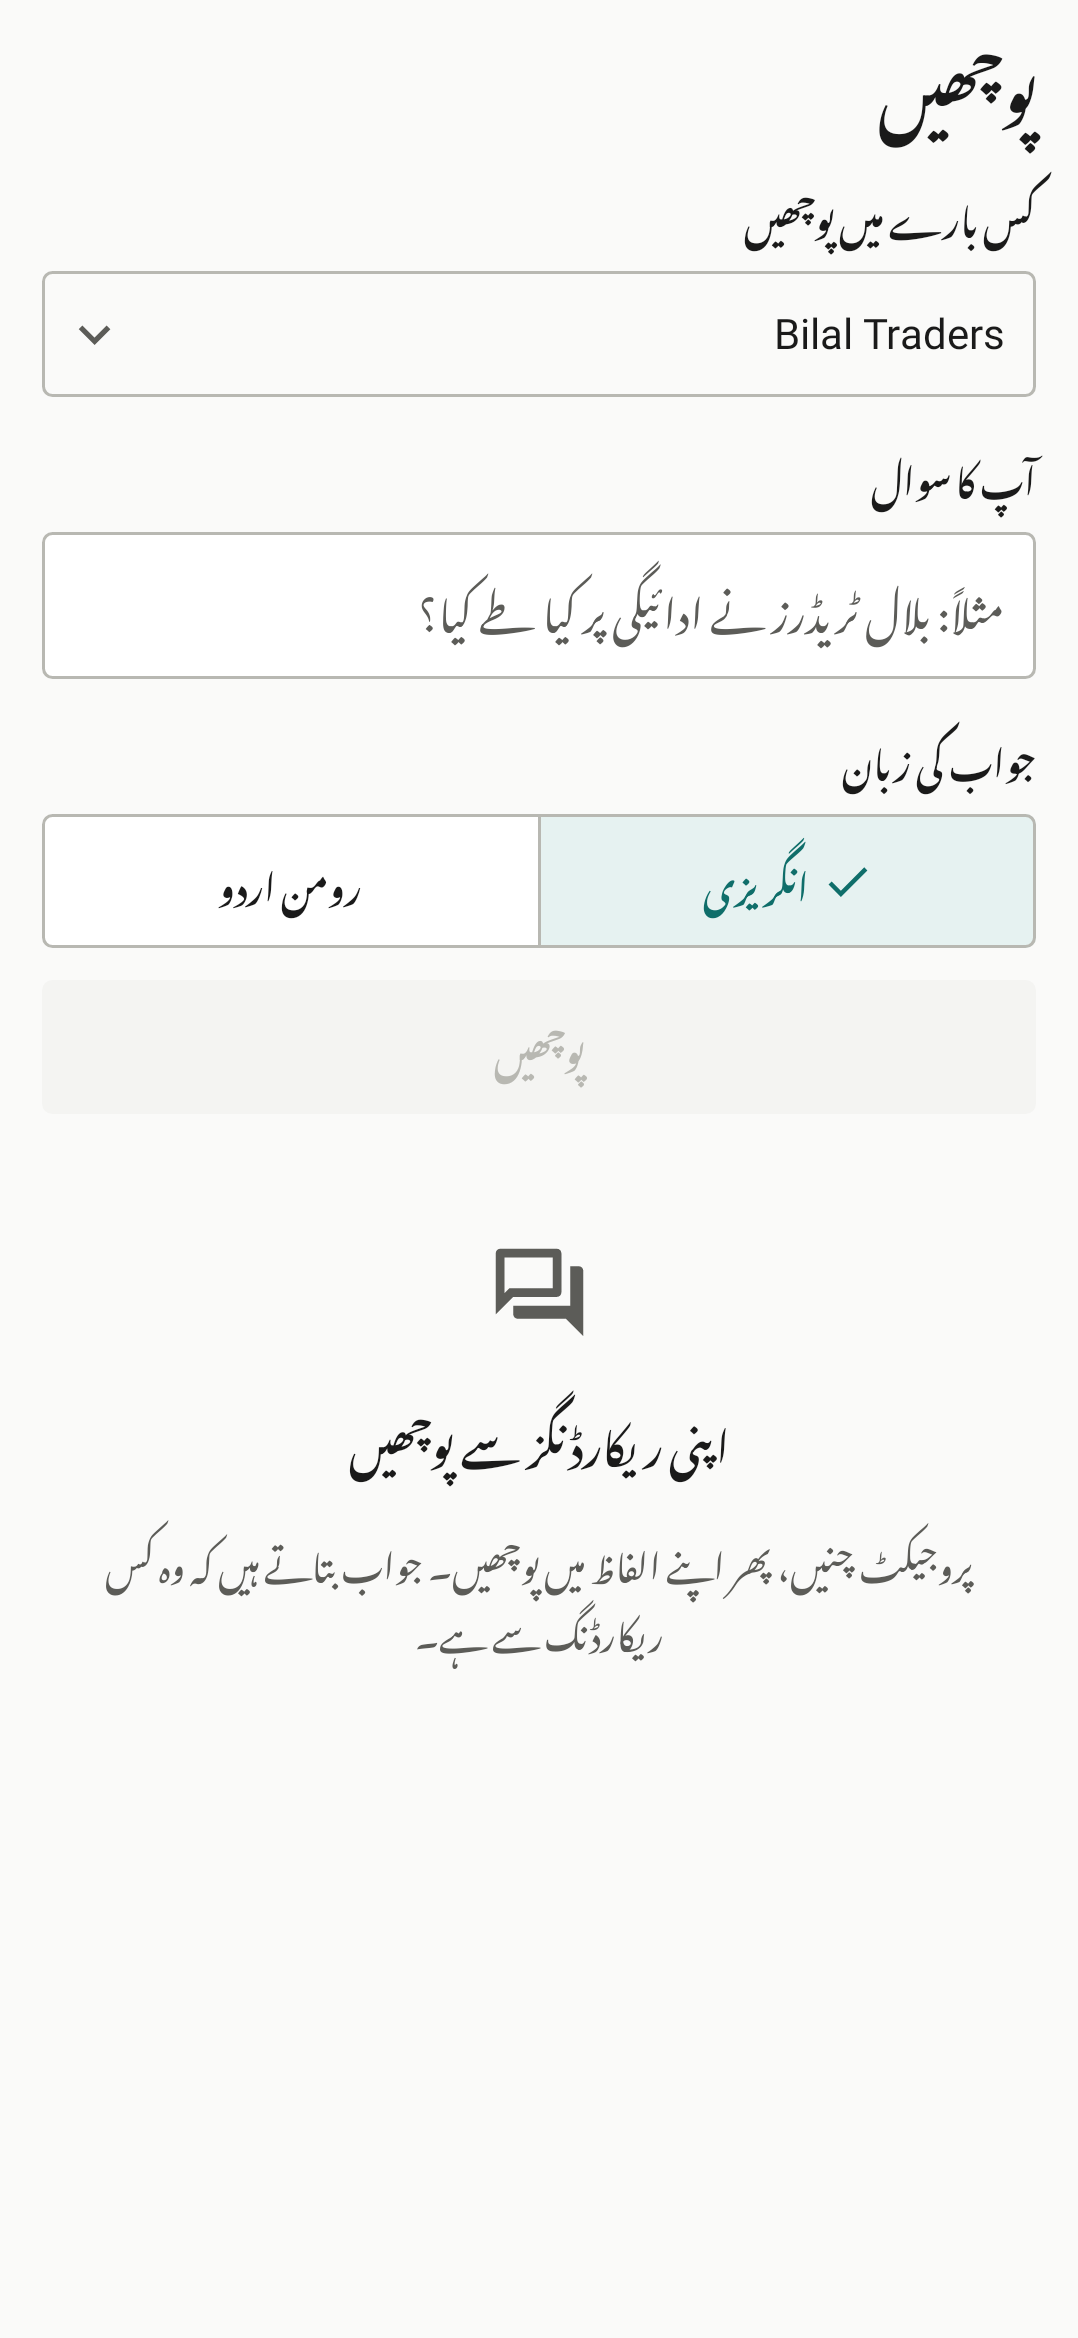 پوچھیں
کس بارے میں پوچھیں
Bilal Traders
آپ کا سوال
مثلاً: بلال ٹریڈرز نے ادائیگی پر کیا طے کیا؟
جواب کی زبان
انگریزی
رومن اردو
پوچھیں
اپنی ریکارڈنگز سے پوچھیں
پروجیکٹ چنیں، پھر اپنے الفاظ میں پوچھیں۔ جواب بتاتے ہیں کہ وہ کس
ریکارڈنگ سے ہے۔